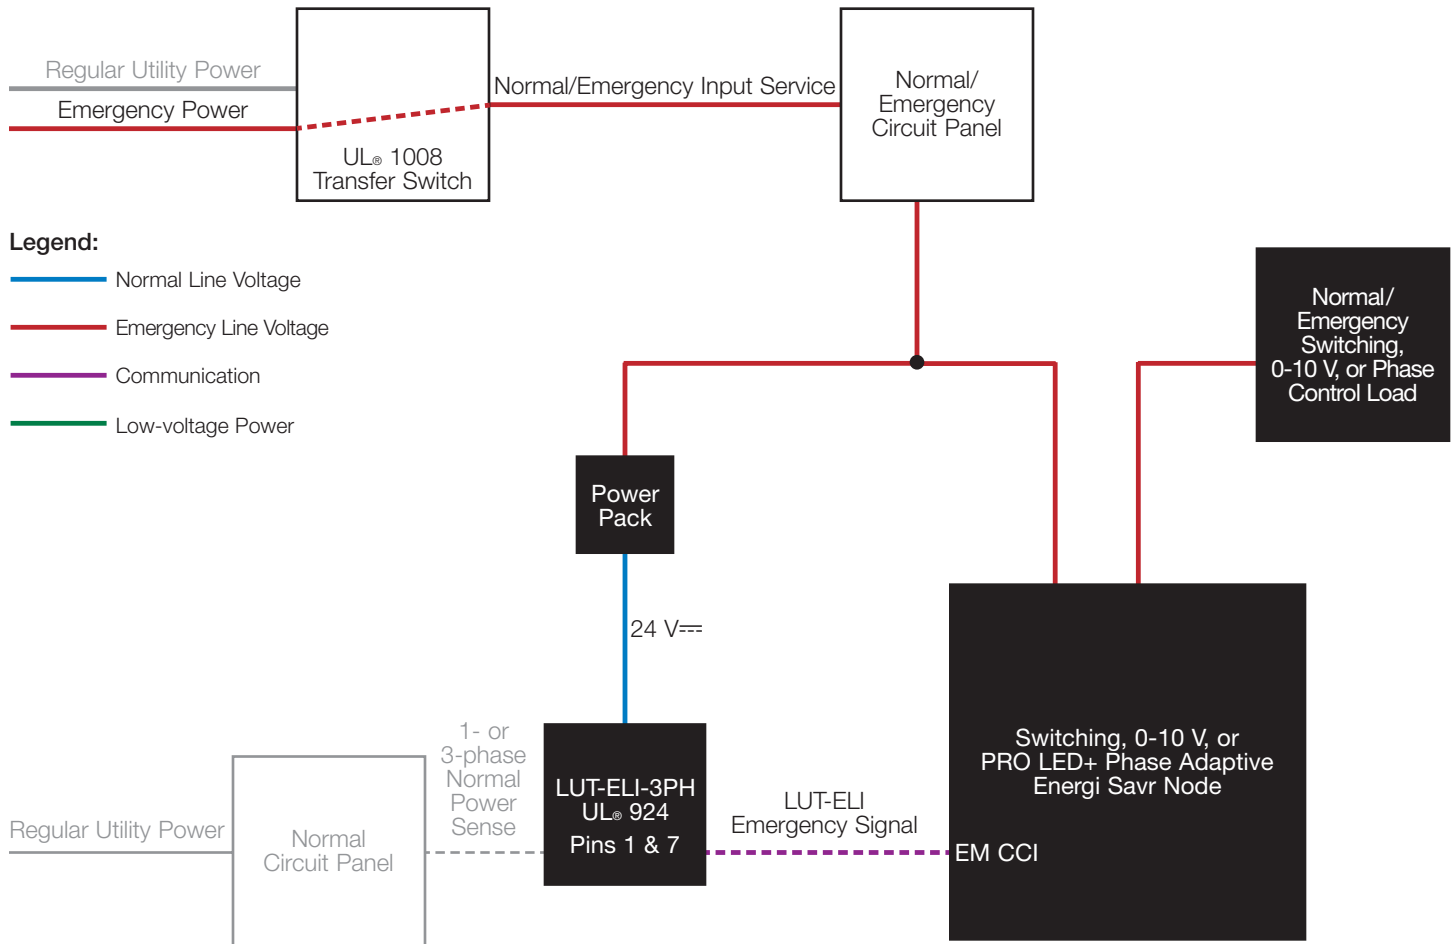 Regular Utility Power
Emergency Power
UL® 1008
Transfer Switch
Normal/Emergency Input Service
Normal/
Emergency
Circuit Panel
Legend:
Normal Line Voltage
Emergency Line Voltage
Communication
Low-voltage Power
Normal/
Emergency
Switching,
0-10 V, or Phase
Control Load
Power
Pack
24 V⎓
1- or
3-phase
Normal
Power
Sense
Regular Utility Power
Normal
Circuit Panel
LUT-ELI-3PH
UL® 924
Pins 1 & 7
LUT-ELI
Emergency Signal
Switching, 0-10 V, or
PRO LED+ Phase Adaptive
Energi Savr Node
EM CCI